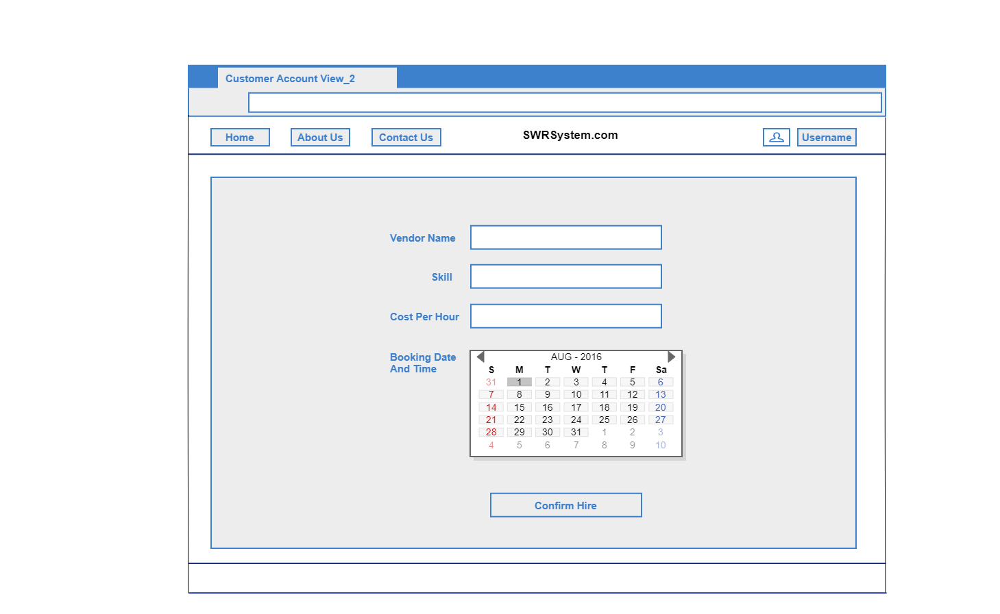 Customer Account View_2
Home About Us Contact Us SWRSystem.com Username
Vendor Name
Skill
Cost Per Hour
Booking Date
And Time
AUG - 2016
S M T W T F Sa
31 1 2 3 4 5 6
7 8 9 10 11 12 13
14 15 16 17 18 19 20
21 22 23 24 25 26 27
28 29 30 31 1 2 3
4 5 6 7 8 9 10
Confirm Hire